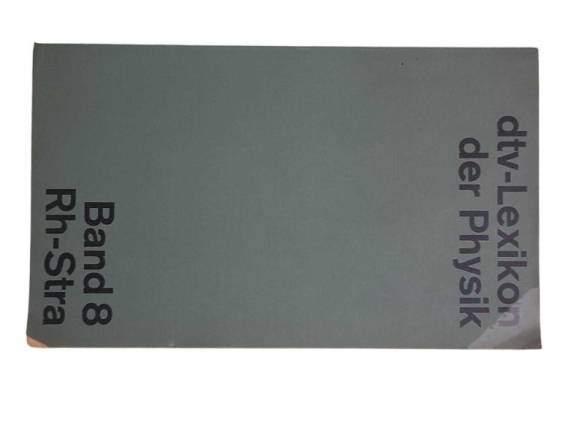 dtv-Lexikon
der Physik
Band 8
Rh-Stra